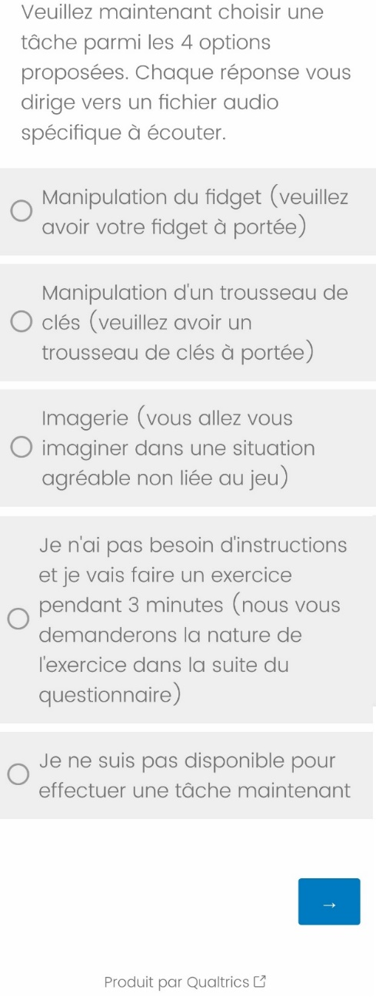 Veuillez maintenant choisir une
tâche parmi les 4 options
proposées. Chaque réponse vous
dirige vers un fichier audio
spécifique à écouter.
Manipulation du fidget (veuillez
avoir votre fidget à portée)
Manipulation d'un trousseau de
clés (veuillez avoir un
trousseau de clés à portée)
Imagerie (vous allez vous
imaginer dans une situation
agréable non liée au jeu)
Je n'ai pas besoin d'instructions
et je vais faire un exercice
pendant 3 minutes (nous vous
demanderons la nature de
l'exercice dans la suite du
questionnaire)
Je ne suis pas disponible pour
effectuer une tâche maintenant
→
Produit par Qualtrics